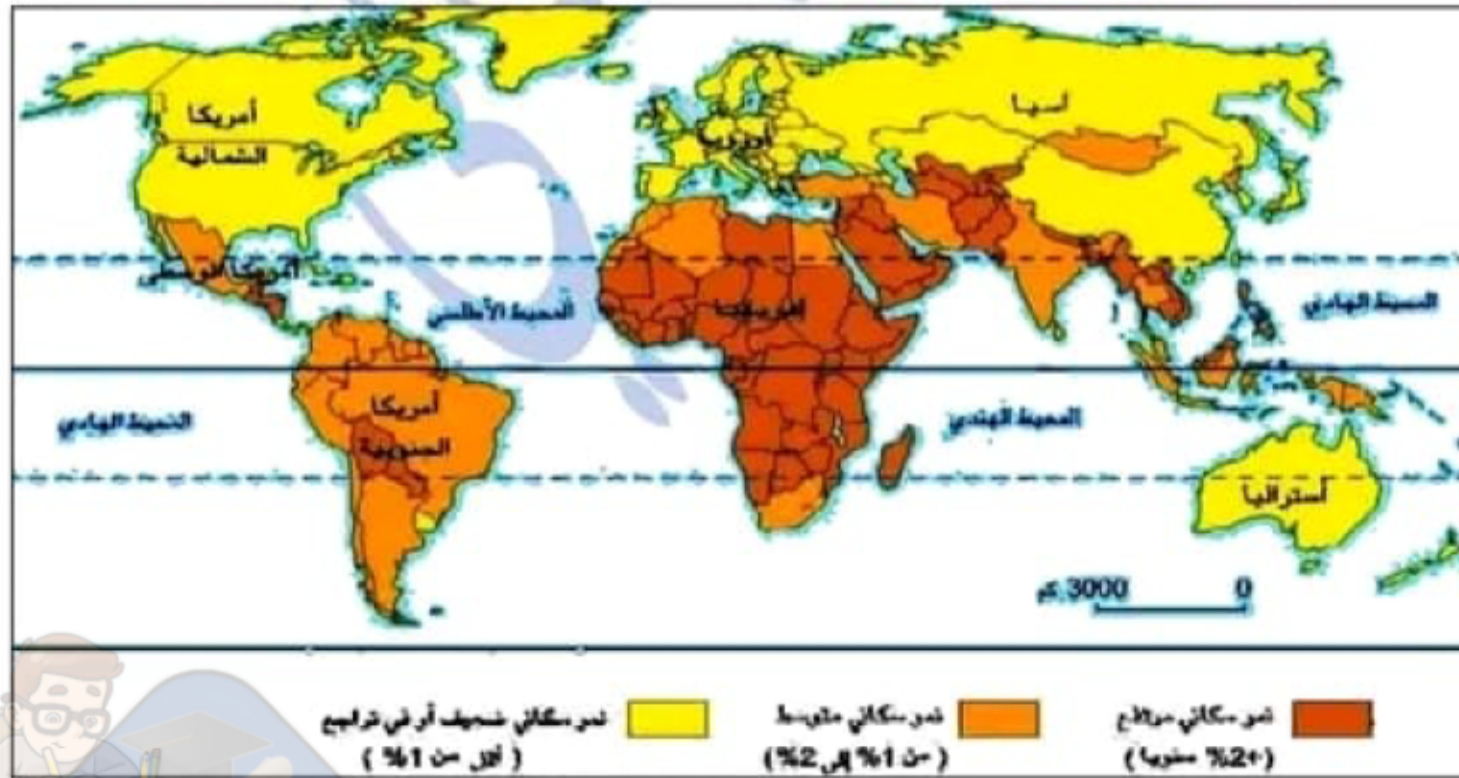 أمريكا
الشمالية
أوروبا
آسيا
أمريكا الوسطى
المحيط الأطلسي
إفريقيا
المحيط الهادي
المحيط الهادي
أمريكا
الجنوبية
المحيط الهندي
أستراليا
3000 كم
0
نمو سكاني مرتفع
(+2% سنويا)
نمو سكاني متوسط
(من 1% إلى 2%)
نمو سكاني ضعيف أو في تراجع
(أقل من 1%)